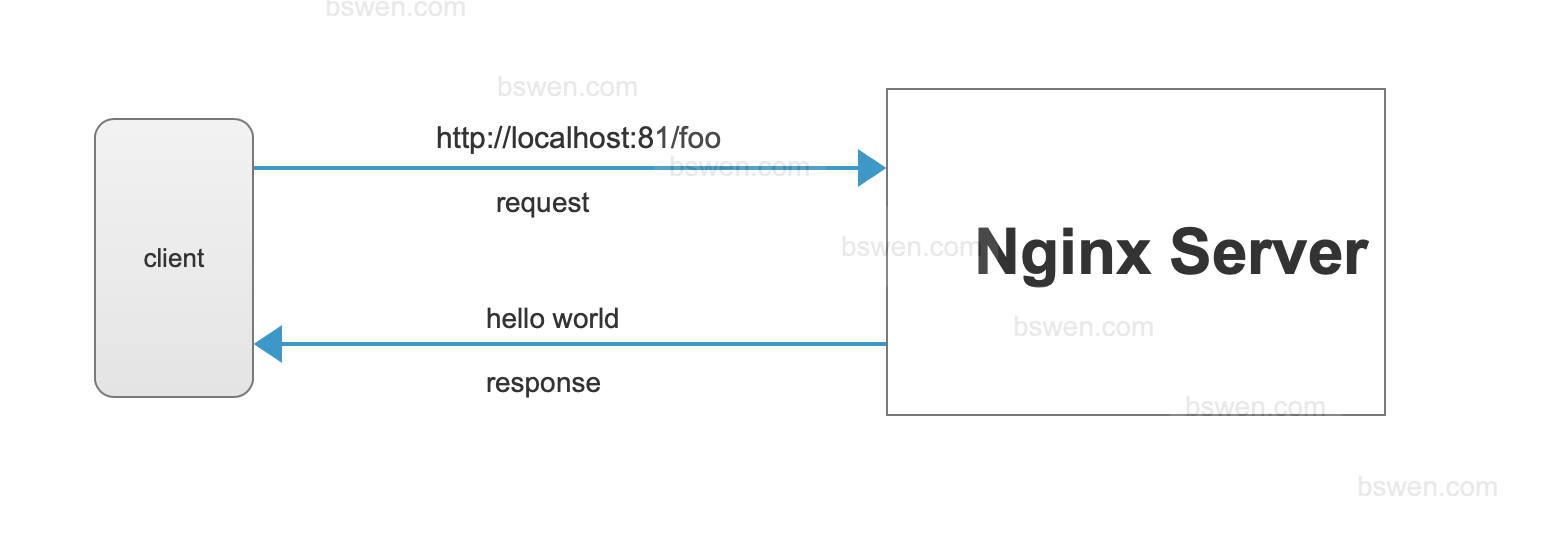 bswen.com
bswen.com
http://localhost:81/foo
bswen.com
request
bswen.com
Nginx Server
client
hello world
bswen.com
response
bswen.com
bswen.com